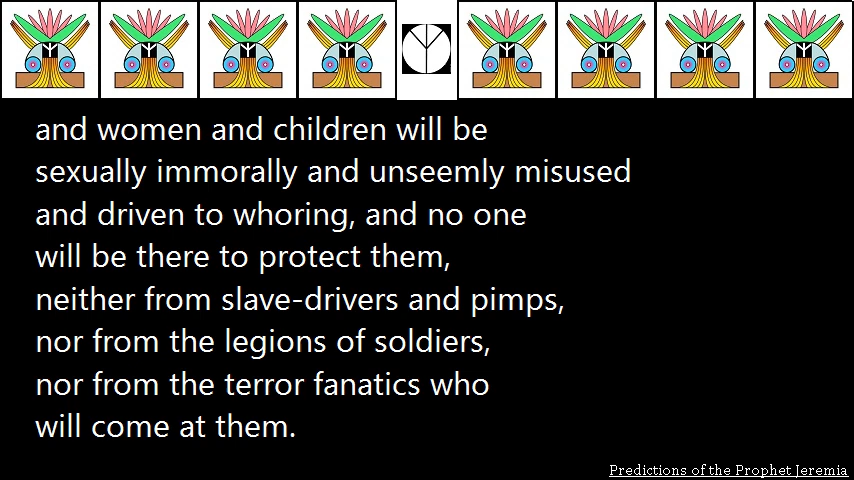 and women and children will be
sexually immorally and unseemly misused
and driven to whoring, and no one
will be there to protect them,
neither from slave-drivers and pimps,
nor from the legions of soldiers,
nor from the terror fanatics who
will come at them.
Predictions of the Prophet Jeremia